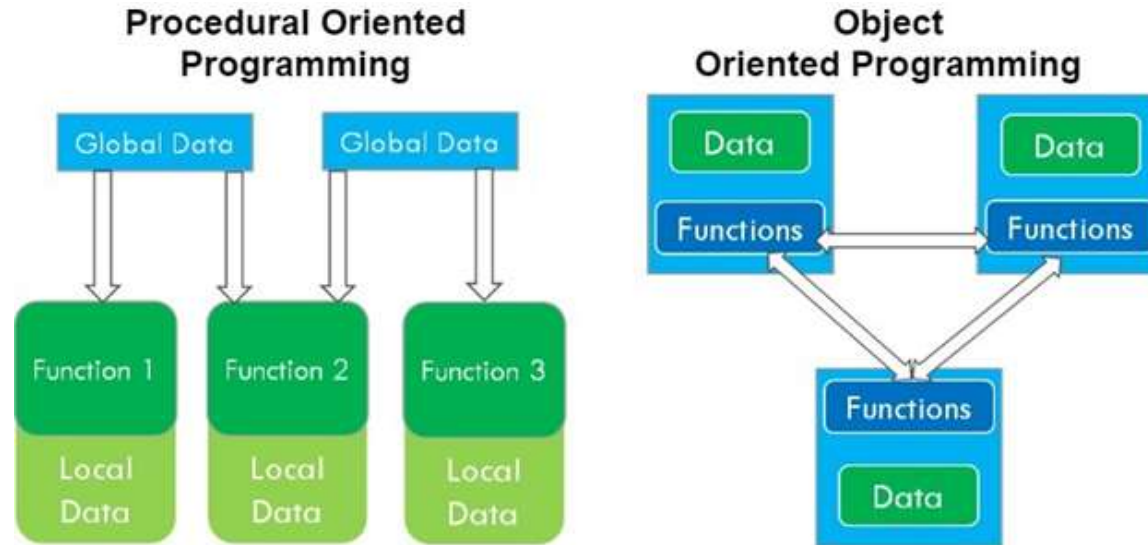 Procedural Oriented
Programming
Global Data
Global Data
Function 1
Function 2
Function 3
Local
Data
Local
Data
Local
Data
Object
Oriented Programming
Data
Data
Functions
Functions
Functions
Data